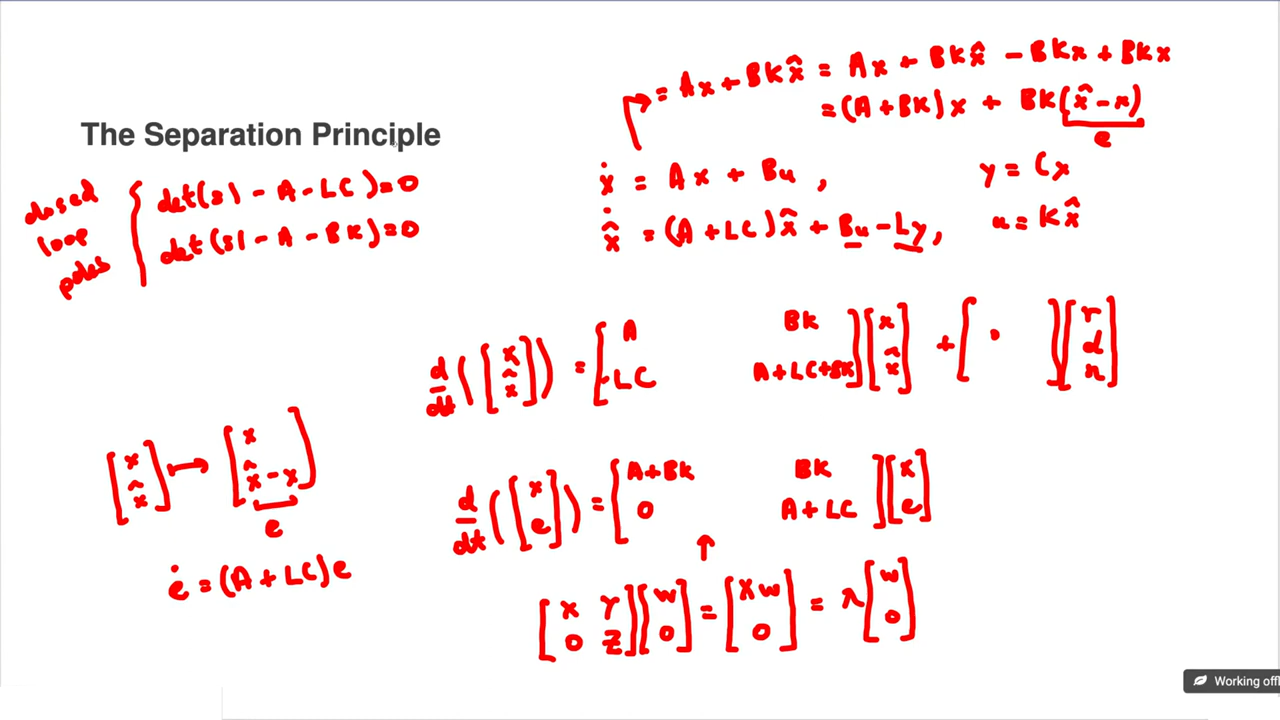 The Separation Principle
closed loop poles { det(sI - A - LC) = 0
det(sI - A - BK) = 0
= Ax + BKx̂ = Ax + BKx̂ - BKx + BKx
= (A + BK)x + BK(x̂ - x)
e
ẋ = Ax + Bu, y = Cx
x̂̇ = (A + LC)x̂ + Bu - Ly, u = Kx̂
d/dt([x; x̂]) = [A BK; -LC A+LC+BK][x; x̂] + [ · ][r; d; n]
[x; x̂] ↦ [x; x̂ - x]
e
ė = (A + LC)e
d/dt([x; e]) = [A+BK BK; 0 A+LC][x; e]
↑
[X Y; 0 Z][w; 0] = [Xw; 0] = λ[w; 0]
Working offl